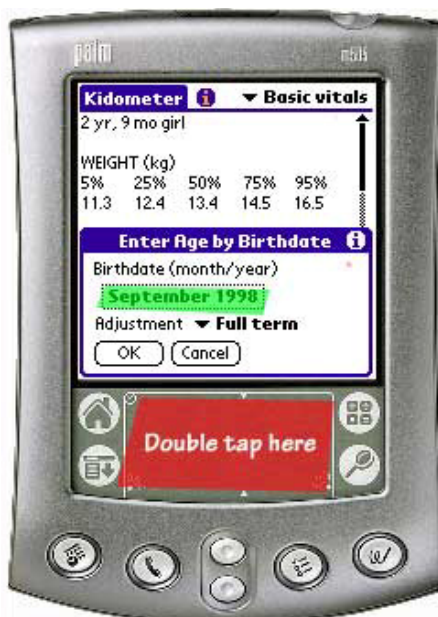 palm m505
Kidometer i ▼ Basic vitals
2 yr, 9 mo girl
WEIGHT (kg)
5% 25% 50% 75% 95%
11.3 12.4 13.4 14.5 16.5
Enter Age by Birthdate i
Birthdate (month/year)
September 1998
Adjustment ▼ Full term
OK Cancel
Double tap here